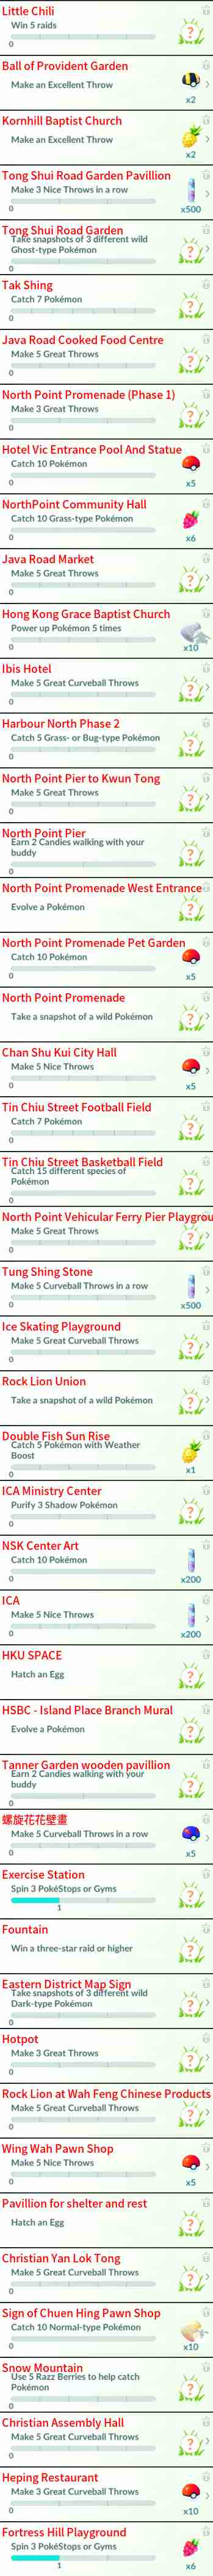 Little Chili
Win 5 raids
?
0
Ball of Provident Garden
Make an Excellent Throw
x2
Kornhill Baptist Church
Make an Excellent Throw
x2
Tong Shui Road Garden Pavillion
Make 3 Nice Throws in a row
0
x500
Tong Shui Road Garden
Take snapshots of 3 different wild
Ghost-type Pokémon
?
0
Tak Shing
Catch 7 Pokémon
?
0
Java Road Cooked Food Centre
Make 5 Great Throws
?
0
North Point Promenade (Phase 1)
Make 3 Great Throws
?
0
Hotel Vic Entrance Pool And Statue
Catch 10 Pokémon
0
x5
NorthPoint Community Hall
Catch 10 Grass-type Pokémon
0
x6
Java Road Market
Make 5 Great Throws
?
0
Hong Kong Grace Baptist Church
Power up Pokémon 5 times
0
x10
Ibis Hotel
Make 5 Great Curveball Throws
?
0
Harbour North Phase 2
Catch 5 Grass- or Bug-type Pokémon
?
0
North Point Pier to Kwun Tong
Make 5 Great Throws
?
0
North Point Pier
Earn 2 Candies walking with your
buddy
?
0
North Point Promenade West Entrance
Evolve a Pokémon
?
North Point Promenade Pet Garden
Catch 10 Pokémon
0
x5
North Point Promenade
Take a snapshot of a wild Pokémon
?
Chan Shu Kui City Hall
Make 5 Nice Throws
0
x5
Tin Chiu Street Football Field
Catch 7 Pokémon
?
0
Tin Chiu Street Basketball Field
Catch 15 different species of
Pokémon
?
0
North Point Vehicular Ferry Pier Playgrou
Make 5 Great Throws
?
0
Tung Shing Stone
Make 5 Curveball Throws in a row
0
x500
Ice Skating Playground
Make 5 Great Curveball Throws
?
0
Rock Lion Union
Take a snapshot of a wild Pokémon
?
Double Fish Sun Rise
Catch 5 Pokémon with Weather
Boost
0
x1
ICA Ministry Center
Purify 3 Shadow Pokémon
?
0
NSK Center Art
Catch 10 Pokémon
0
x200
ICA
Make 5 Nice Throws
0
x200
HKU SPACE
Hatch an Egg
?
HSBC - Island Place Branch Mural
Evolve a Pokémon
?
Tanner Garden wooden pavillion
Earn 2 Candies walking with your
buddy
?
0
螺旋花花壁畫
Make 5 Curveball Throws in a row
0
x5
Exercise Station
Spin 3 PokéStops or Gyms
?
1
Fountain
Win a three-star raid or higher
?
Eastern District Map Sign
Take snapshots of 3 different wild
Dark-type Pokémon
?
0
Hotpot
Make 3 Great Throws
?
0
Rock Lion at Wah Feng Chinese Products
Make 5 Great Curveball Throws
?
0
Wing Wah Pawn Shop
Make 5 Nice Throws
0
x5
Pavillion for shelter and rest
Hatch an Egg
?
Christian Yan Lok Tong
Make 5 Great Curveball Throws
?
0
Sign of Chuen Hing Pawn Shop
Catch 10 Normal-type Pokémon
0
x10
Snow Mountain
Use 5 Razz Berries to help catch
Pokémon
?
0
Christian Assembly Hall
Make 5 Great Curveball Throws
?
0
Heping Restaurant
Make 3 Great Curveball Throws
0
x10
Fortress Hill Playground
Spin 3 PokéStops or Gyms
1
x6